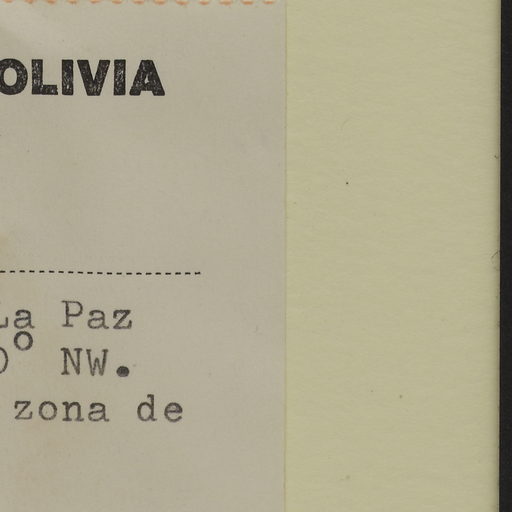 OLIVIA
La Paz
0° NW.
zona de